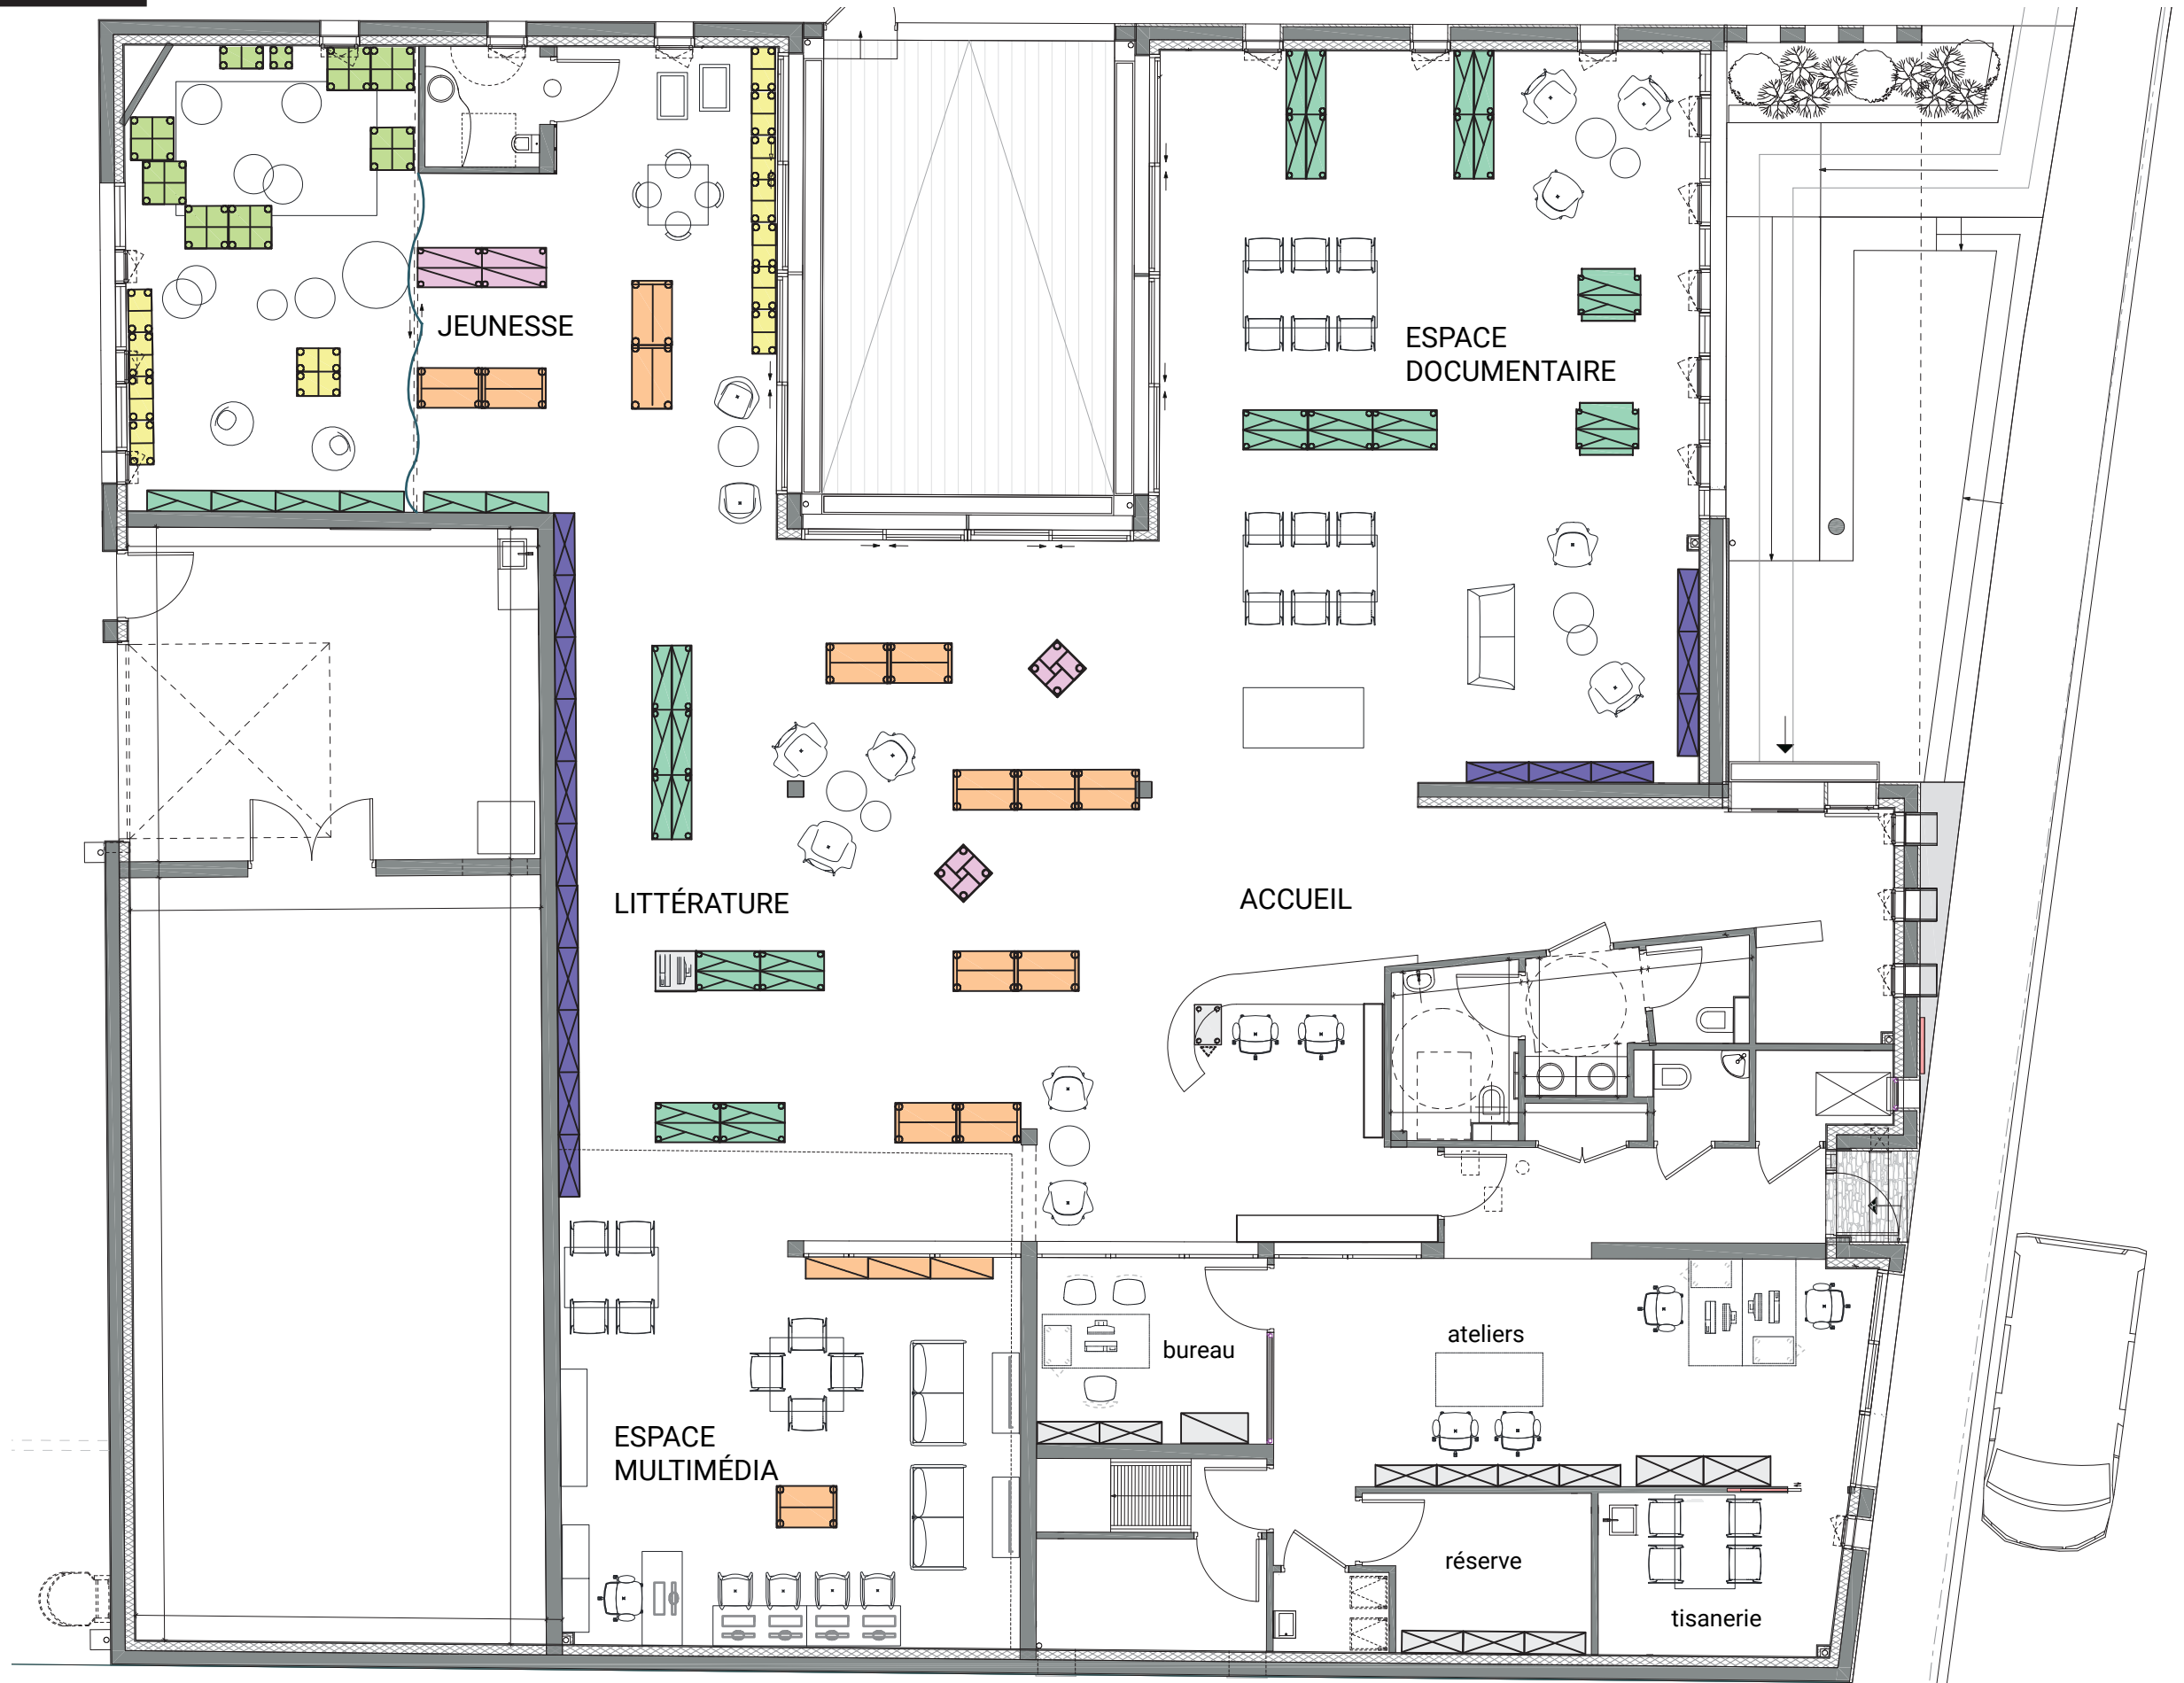 JEUNESSE
ESPACE
DOCUMENTAIRE
LITTÉRATURE
ACCUEIL
bureau
ateliers
ESPACE
MULTIMÉDIA
réserve
tisanerie